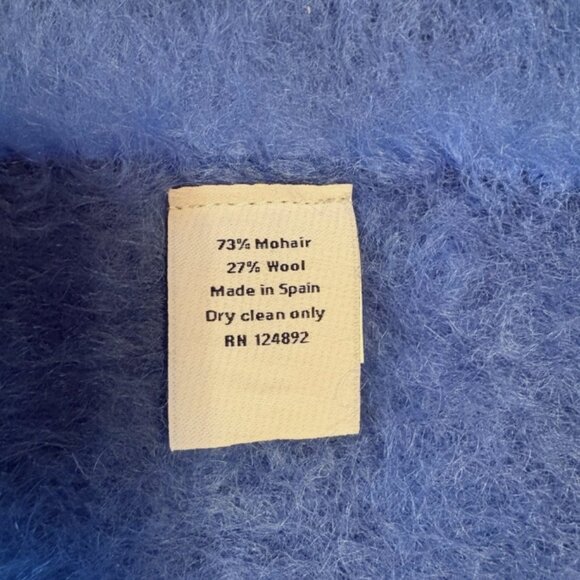 73% Mohair
27% Wool
Made in Spain
Dry clean only
RN 124892